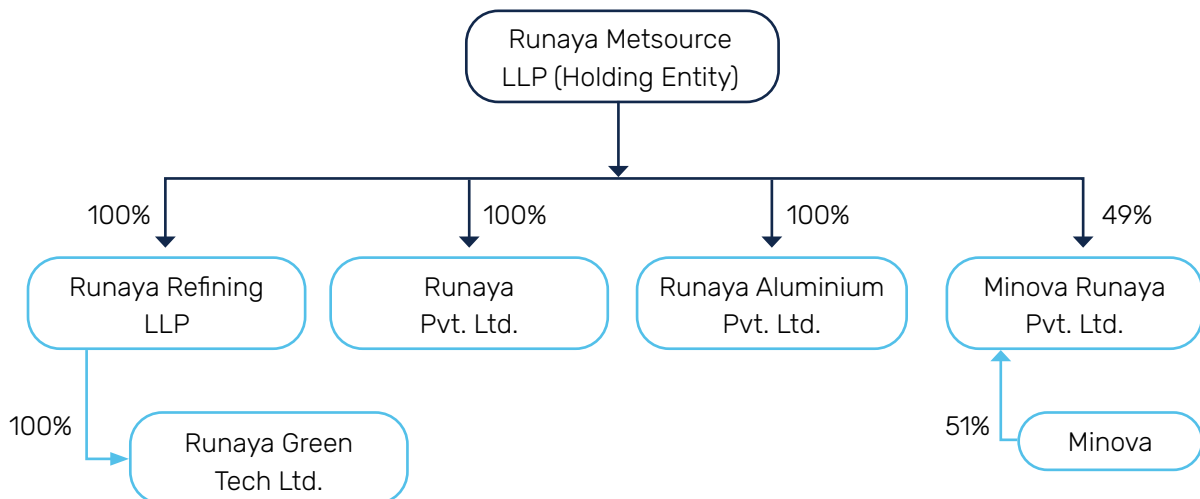 Runaya Metsource
LLP (Holding Entity)
100%
100%
100%
49%
Runaya Refining
LLP
Runaya
Pvt. Ltd.
Runaya Aluminium
Pvt. Ltd.
Minova Runaya
Pvt. Ltd.
100%
Runaya Green
Tech Ltd.
51%
Minova